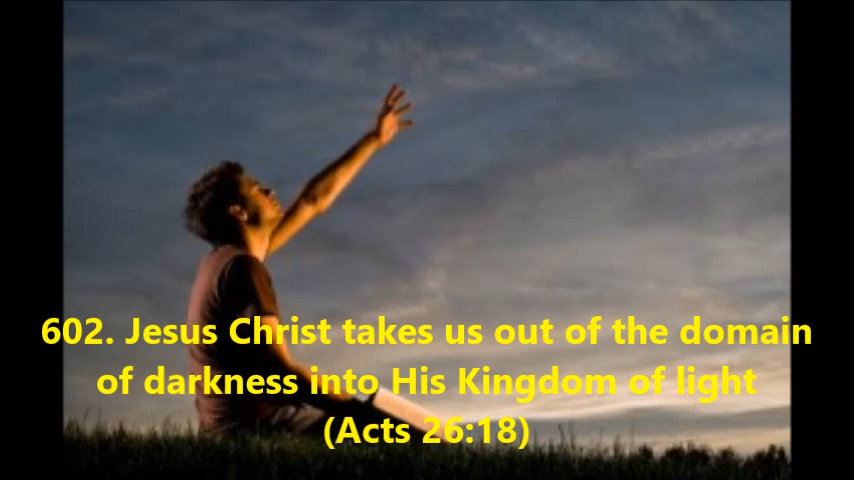 602. Jesus Christ takes us out of the domain
of darkness into His Kingdom of light
(Acts 26:18)